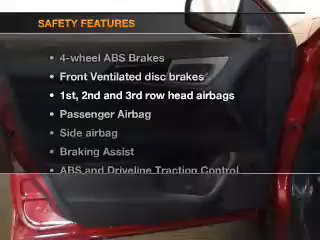 SAFETY FEATURES
• 4-wheel ABS Brakes
• Front Ventilated disc brakes
• 1st, 2nd and 3rd row head airbags
• Passenger Airbag
• Side airbag
• Braking Assist
• ABS and Driveline Traction Control